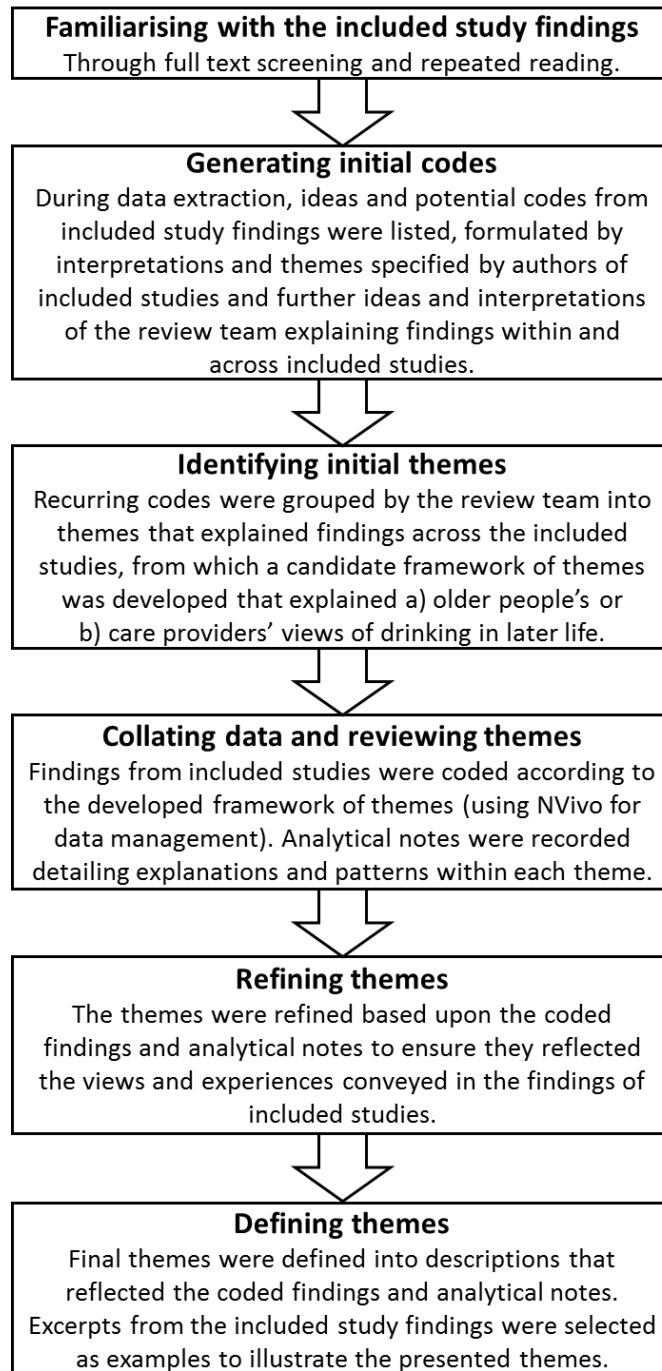 Familiarising with the included study findings
Through full text screening and repeated reading.
Generating initial codes
During data extraction, ideas and potential codes from
included study findings were listed, formulated by
interpretations and themes specified by authors of
included studies and further ideas and interpretations
of the review team explaining findings within and
across included studies.
Identifying initial themes
Recurring codes were grouped by the review team into
themes that explained findings across the included
studies, from which a candidate framework of themes
was developed that explained a) older people’s or
b) care providers’ views of drinking in later life.
Collating data and reviewing themes
Findings from included studies were coded according to
the developed framework of themes (using NVivo for
data management). Analytical notes were recorded
detailing explanations and patterns within each theme.
Refining themes
The themes were refined based upon the coded
findings and analytical notes to ensure they reflected
the views and experiences conveyed in the findings of
included studies.
Defining themes
Final themes were defined into descriptions that
reflected the coded findings and analytical notes.
Excerpts from the included study findings were selected
as examples to illustrate the presented themes.